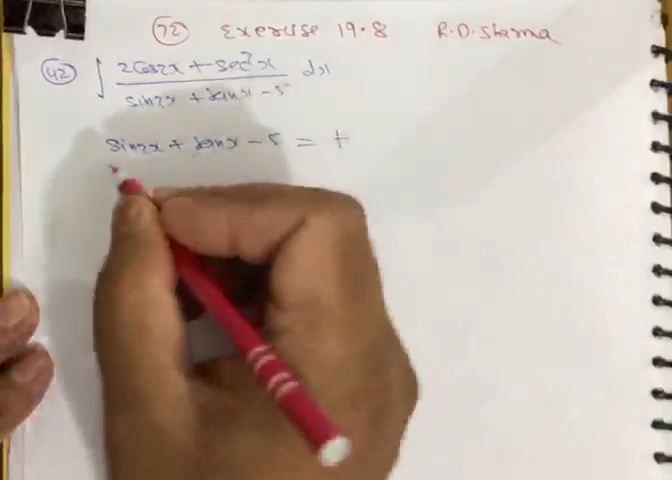 72 Exercise 19.8 R.D. Sharma
42 ∫ 2cos2x + sec²x / sin2x + tanx - 5 dx
sin2x + tanx - 5 = t